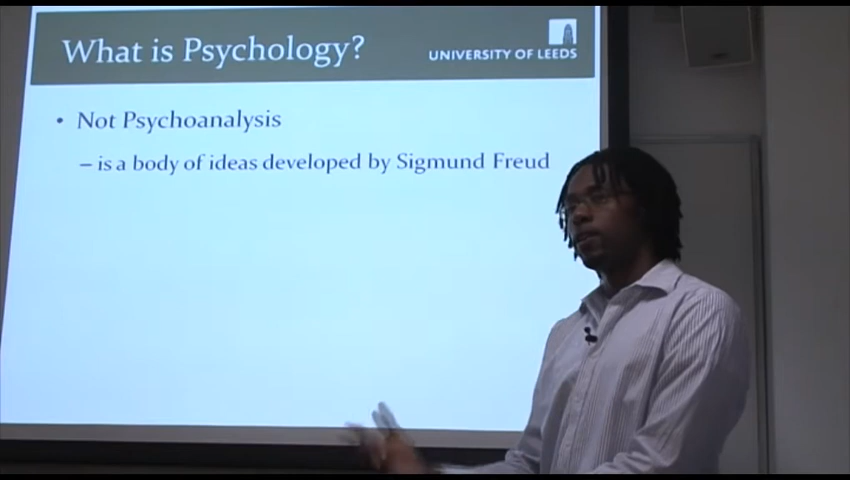 What is Psychology?
UNIVERSITY OF LEEDS
• Not Psychoanalysis
– is a body of ideas developed by Sigmund Freud